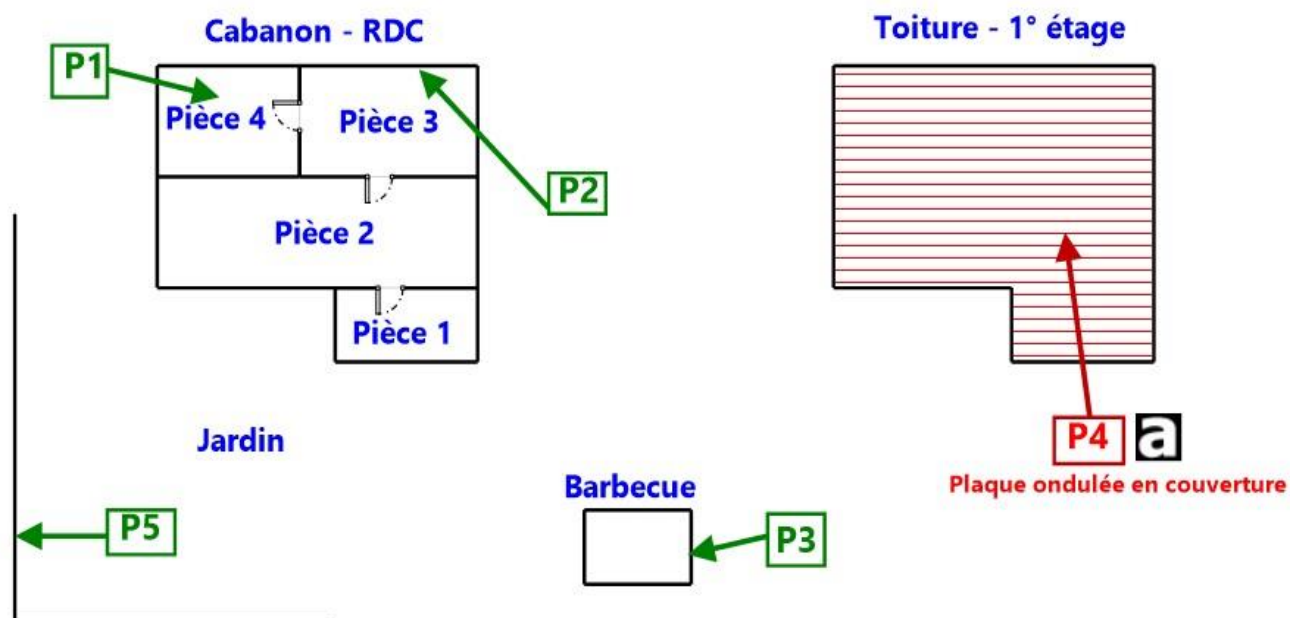 Cabanon - RDC
Toiture - 1° étage
P1
Pièce 4
Pièce 3
P2
Pièce 2
Pièce 1
Jardin
P4 a
Plaque ondulée en couverture
Barbecue
P5
P3